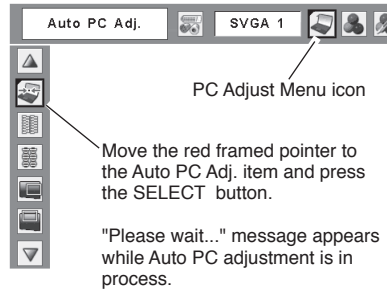 Auto PC Adj.
SVGA 1
PC Adjust Menu icon
Move the red framed pointer to
the Auto PC Adj. item and press
the SELECT button.
"Please wait..." message appears
while Auto PC adjustment is in
process.